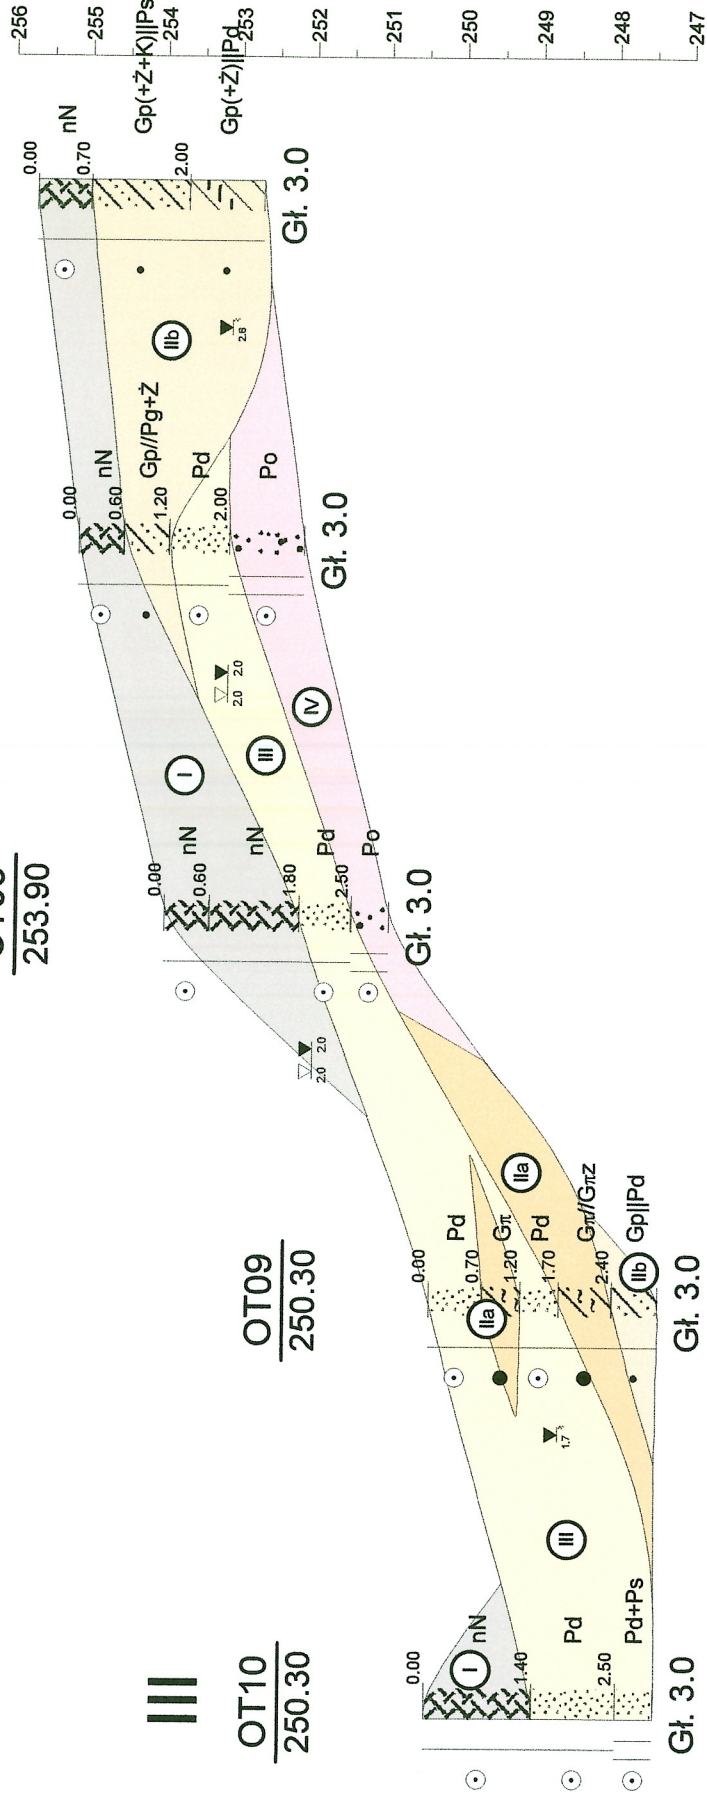 256
255
254
253
252
251
250
249
248
247
III
OT10
250.30
0.00
I
nN
1.40
Pd
III
2.50
Pd+Ps
Gł. 3.0
OT09
250.30
0.00
Pd
0.70
IIa
Gπ
1.20
Pd
1.70
Gπ//GπZ
2.40
IIb
Gp||Pd
Gł. 3.0
1.7
IIa
253.90
0.00
nN
0.60
nN
1.80
Pd
2.50
Po
Gł. 3.0
2.0 2.0
I
III
IV
0.00
nN
0.60
Gp//Pg+Ż
1.20
Pd
2.00
Po
Gł. 3.0
2.0 2.0
IIb
2.8
0.00
nN
0.70
Gp(+Ż+K)||Ps
2.00
Gp(+Ż)||Pd
Gł. 3.0